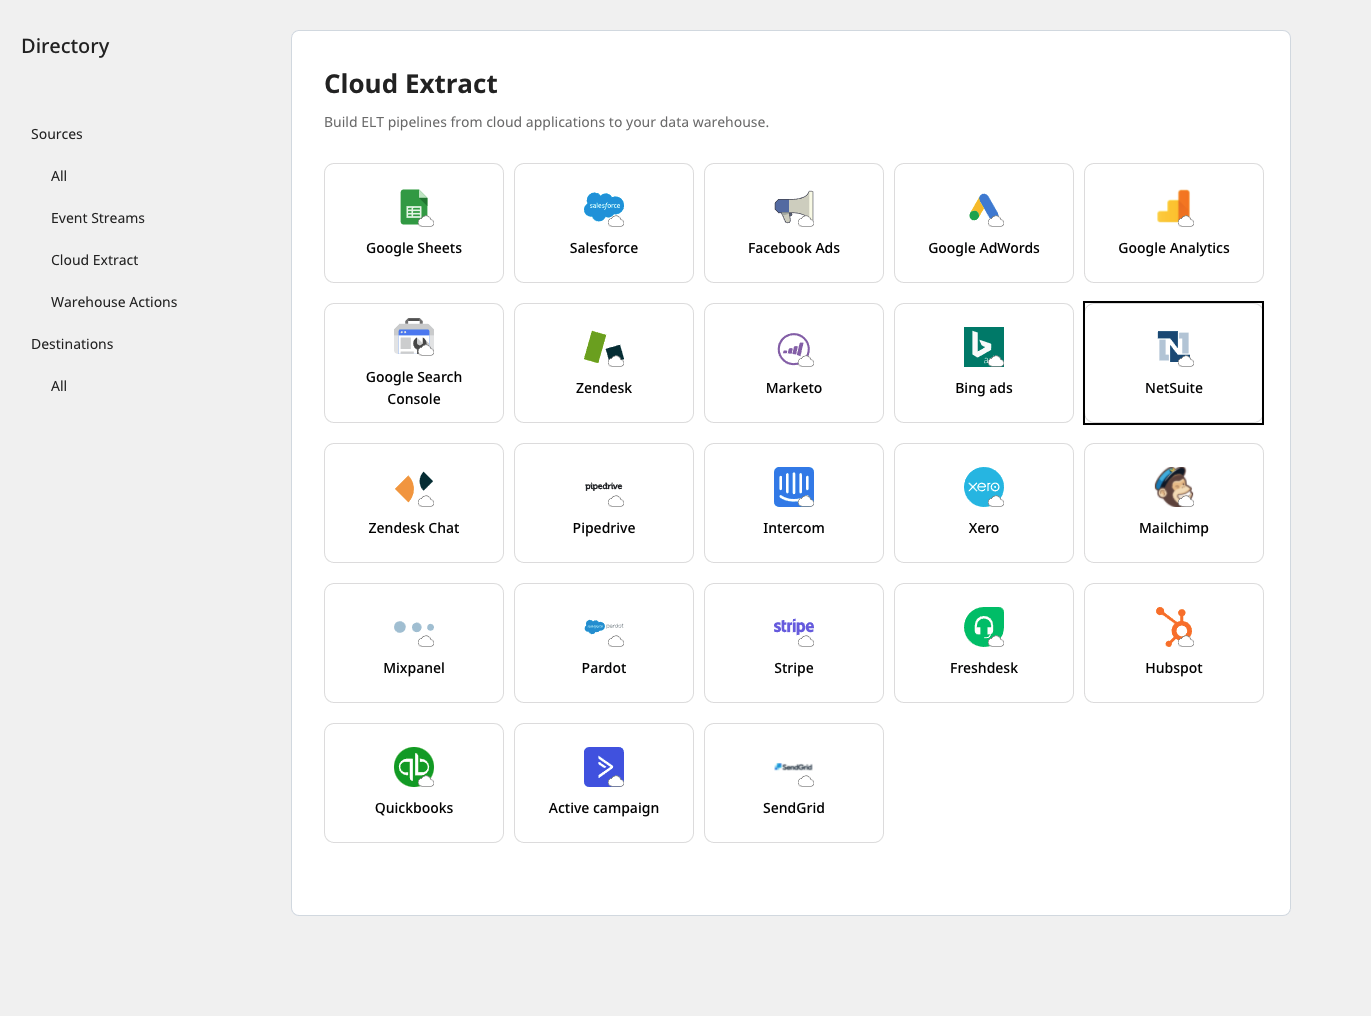 Directory
Sources
All
Event Streams
Cloud Extract
Warehouse Actions
Destinations
All
Cloud Extract
Build ELT pipelines from cloud applications to your data warehouse.
Google Sheets
salesforce
Salesforce
Facebook Ads
Google AdWords
Google Analytics
Google Search
Console
Zendesk
Marketo
Bing ads
NetSuite
Zendesk Chat
pipedrive
Pipedrive
Intercom
xero
Xero
Mailchimp
Mixpanel
pardot
Pardot
stripe
Stripe
Freshdesk
Hubspot
qb
Quickbooks
Active campaign
SendGrid
SendGrid